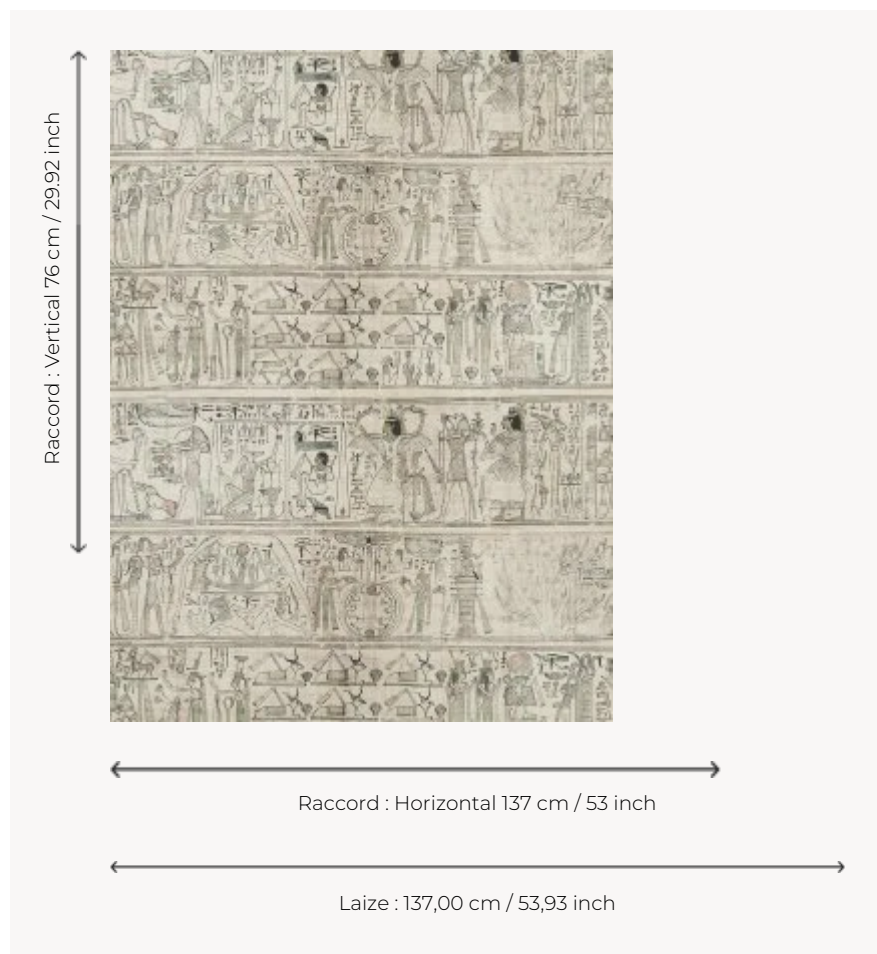 Raccord : Vertical 76 cm / 29.92 inch
Raccord : Horizontal 137 cm / 53 inch
Laize : 137,00 cm / 53,93 inch